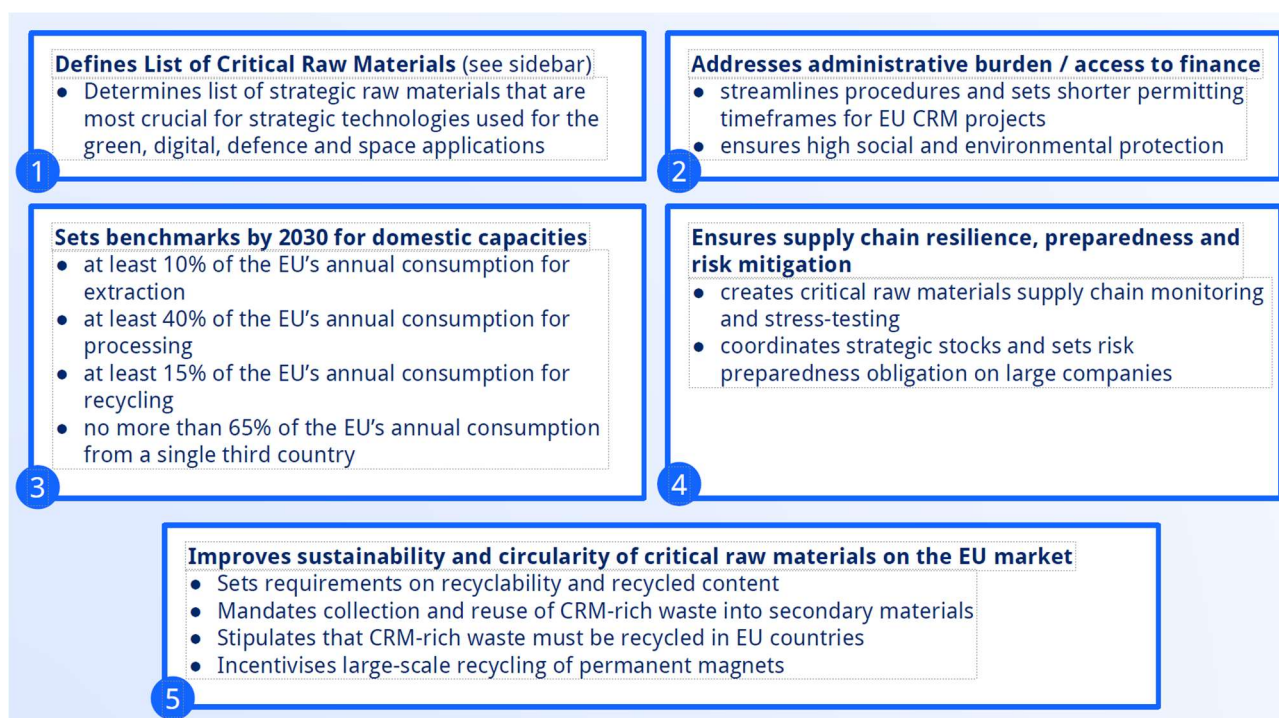 Defines List of Critical Raw Materials (see sidebar)
● Determines list of strategic raw materials that are
most crucial for strategic technologies used for the
green, digital, defence and space applications
1
Addresses administrative burden / access to finance
● streamlines procedures and sets shorter permitting
timeframes for EU CRM projects
● ensures high social and environmental protection
2
Sets benchmarks by 2030 for domestic capacities
● at least 10% of the EU’s annual consumption for
extraction
● at least 40% of the EU’s annual consumption for
processing
● at least 15% of the EU’s annual consumption for
recycling
● no more than 65% of the EU’s annual consumption
from a single third country
3
Ensures supply chain resilience, preparedness and
risk mitigation
● creates critical raw materials supply chain monitoring
and stress-testing
● coordinates strategic stocks and sets risk
preparedness obligation on large companies
4
Improves sustainability and circularity of critical raw materials on the EU market
● Sets requirements on recyclability and recycled content
● Mandates collection and reuse of CRM-rich waste into secondary materials
● Stipulates that CRM-rich waste must be recycled in EU countries
● Incentivises large-scale recycling of permanent magnets
5